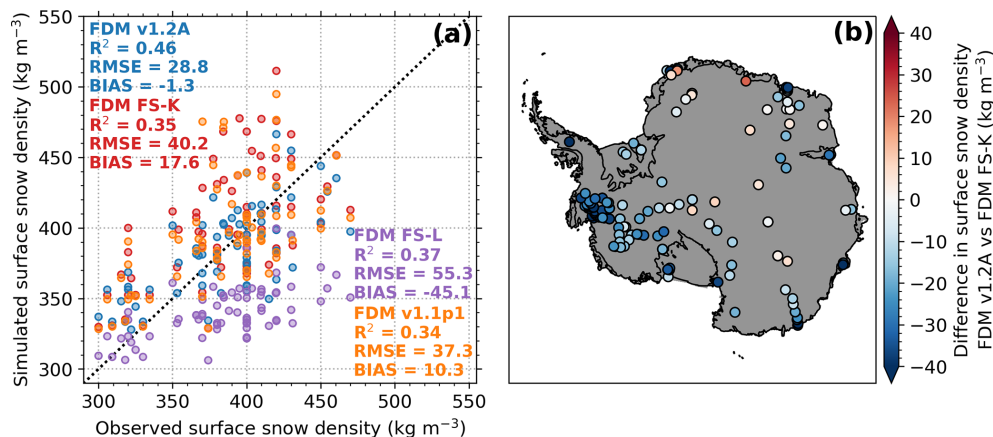 Simulated surface snow density (kg m⁻³)
550
500
450
400
350
300
300
350
400
450
500
550
Observed surface snow density (kg m⁻³)
(a)
FDM v1.2A
R² = 0.46
RMSE = 28.8
BIAS = -1.3
FDM FS-K
R² = 0.35
RMSE = 40.2
BIAS = 17.6
FDM FS-L
R² = 0.37
RMSE = 55.3
BIAS = -45.1
FDM v1.1p1
R² = 0.34
RMSE = 37.3
BIAS = 10.3
(b)
40
30
20
10
0
−10
−20
−30
−40
Difference in surface snow density
FDM v1.2A vs FDM FS-K (kg m⁻³)